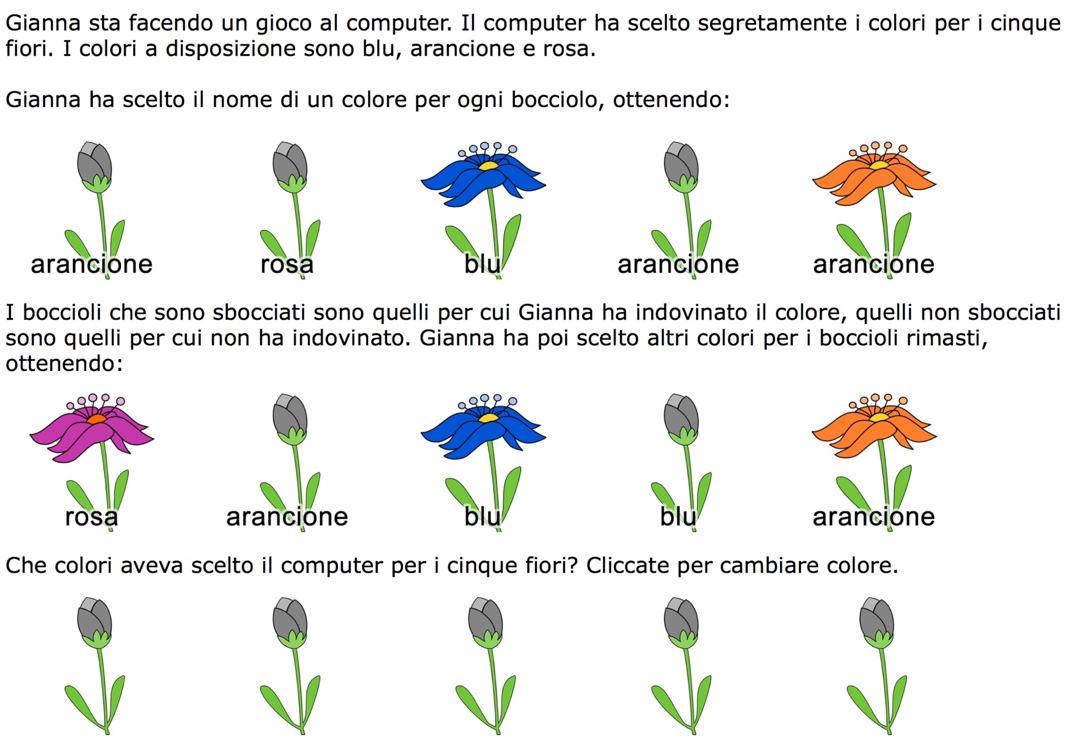 Gianna sta facendo un gioco al computer. Il computer ha scelto segretamente i colori per i cinque
fiori. I colori a disposizione sono blu, arancione e rosa.
Gianna ha scelto il nome di un colore per ogni bocciolo, ottenendo:
arancione rosa blu arancione arancione
I boccioli che sono sbocciati sono quelli per cui Gianna ha indovinato il colore, quelli non sbocciati
sono quelli per cui non ha indovinato. Gianna ha poi scelto altri colori per i boccioli rimasti,
ottenendo:
rosa arancione blu blu arancione
Che colori aveva scelto il computer per i cinque fiori? Cliccate per cambiare colore.